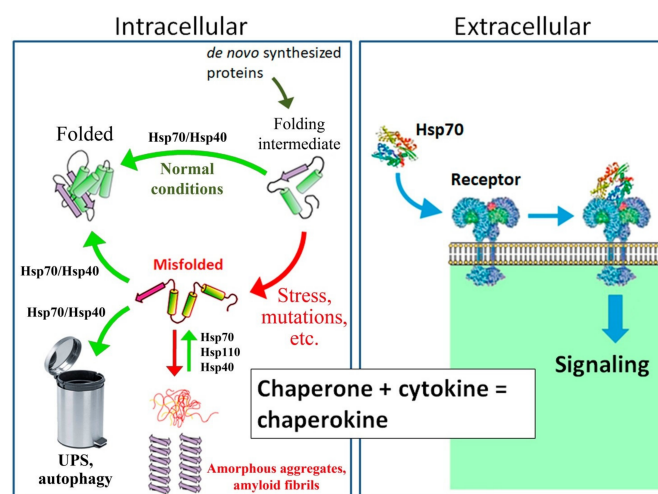 Intracellular
de novo synthesized
proteins
Folded
Hsp70/Hsp40
Folding
intermediate
Normal
conditions
Hsp70/Hsp40
Misfolded
Hsp70/Hsp40
Stress,
mutations,
etc.
Hsp70
Hsp110
Hsp40
UPS,
autophagy
Amorphous aggregates,
amyloid fibrils
Extracellular
Hsp70
Receptor
Signaling
Chaperone + cytokine =
chaperokine